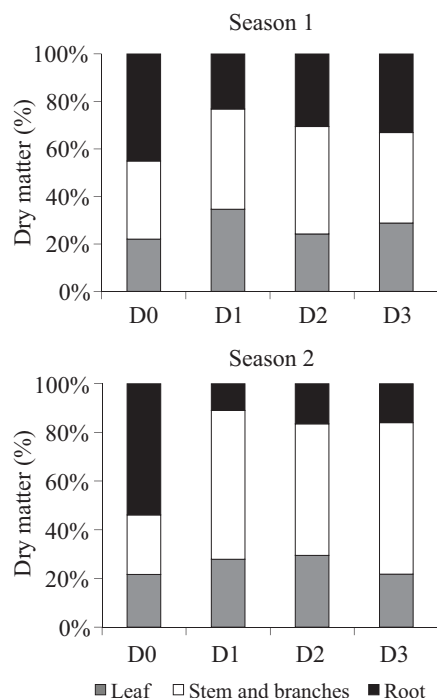 Season 1
Dry matter (%)
100%
80%
60%
40%
20%
0%
D0 D1 D2 D3
Season 2
Dry matter (%)
100%
80%
60%
40%
20%
0%
D0 D1 D2 D3
Leaf Stem and branches Root